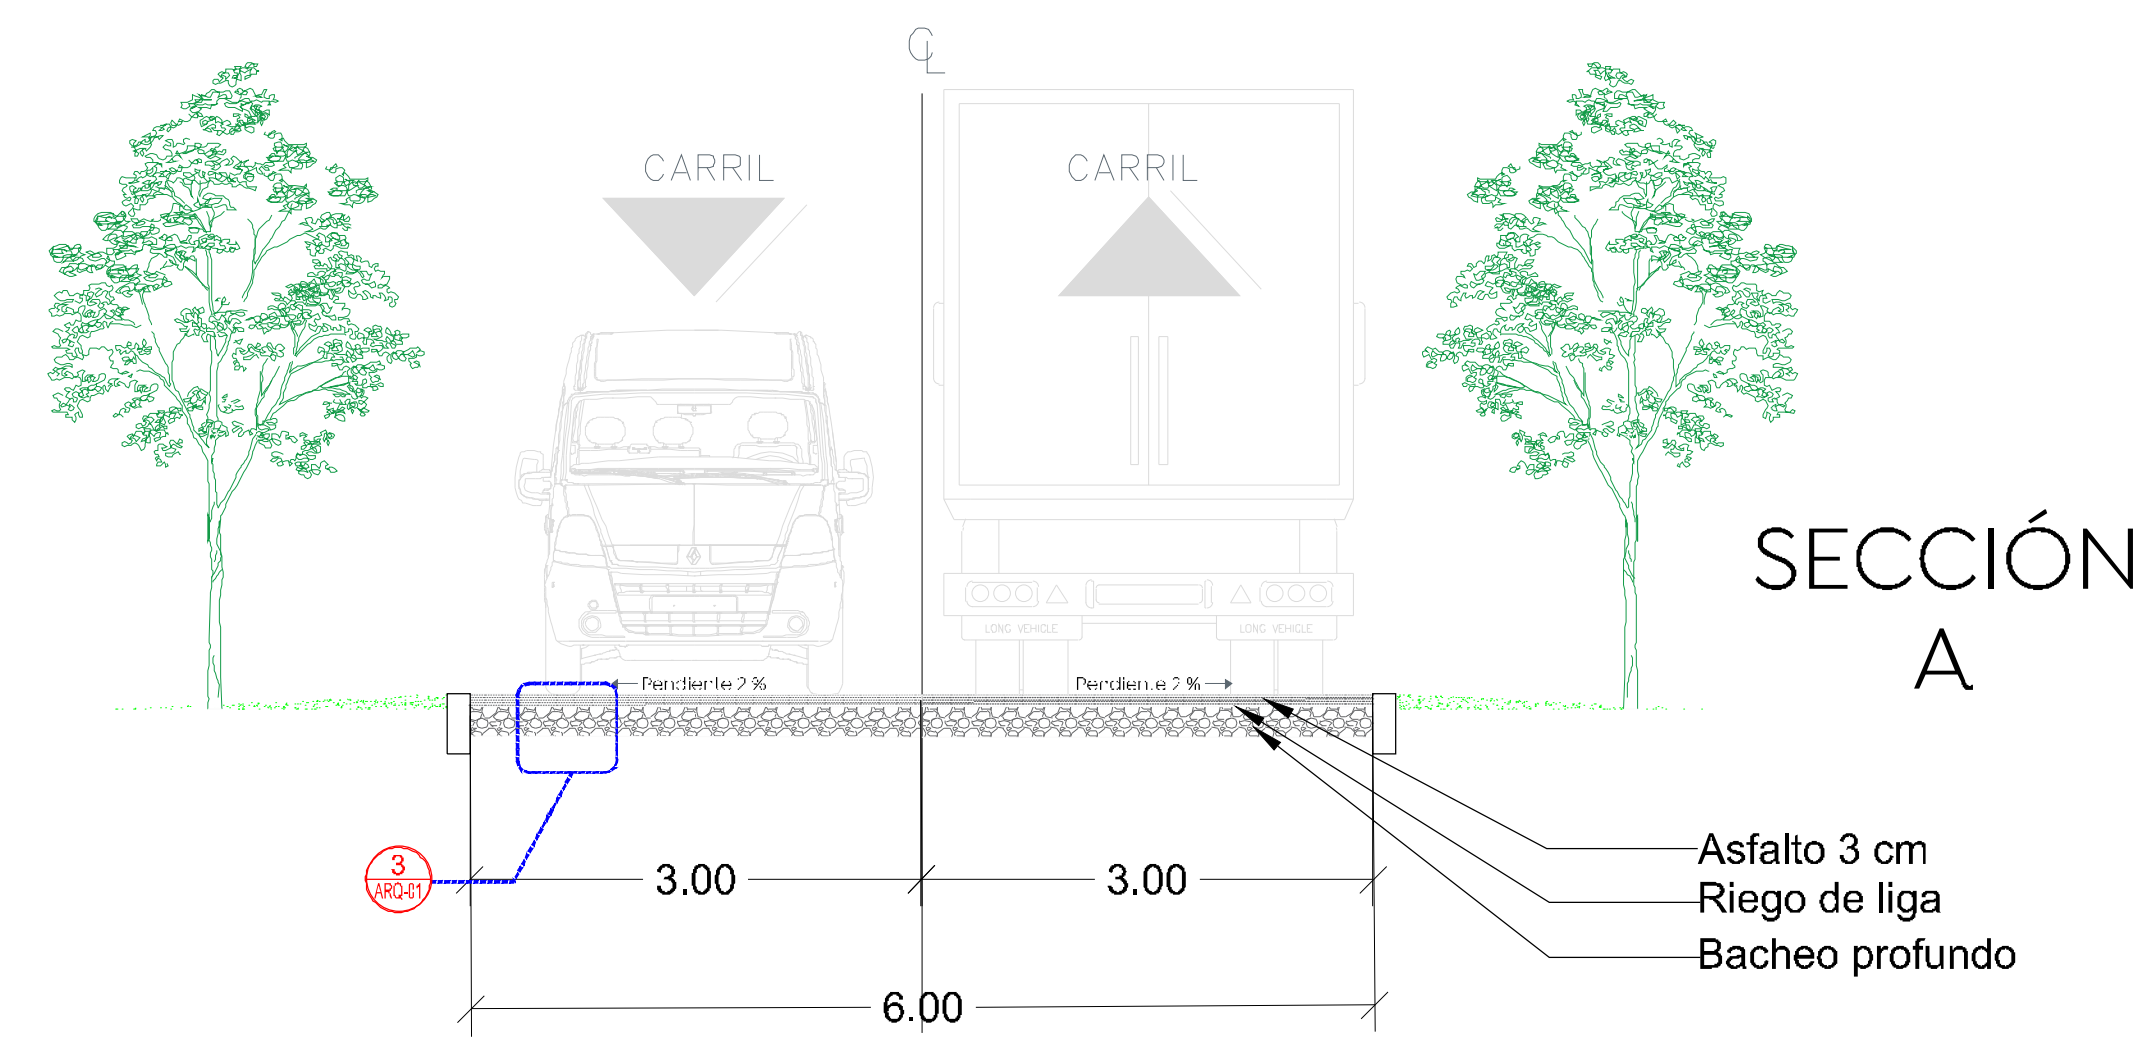 CL
CARRIL
CARRIL
LONG VEHICLE
LONG VEHICLE
SECCIÓN
A
Pendiente 2 %
Pendiente 2 %
Asfalto 3 cm
3
ARQ-01
3.00
3.00
Riego de liga
Bacheo profundo
6.00